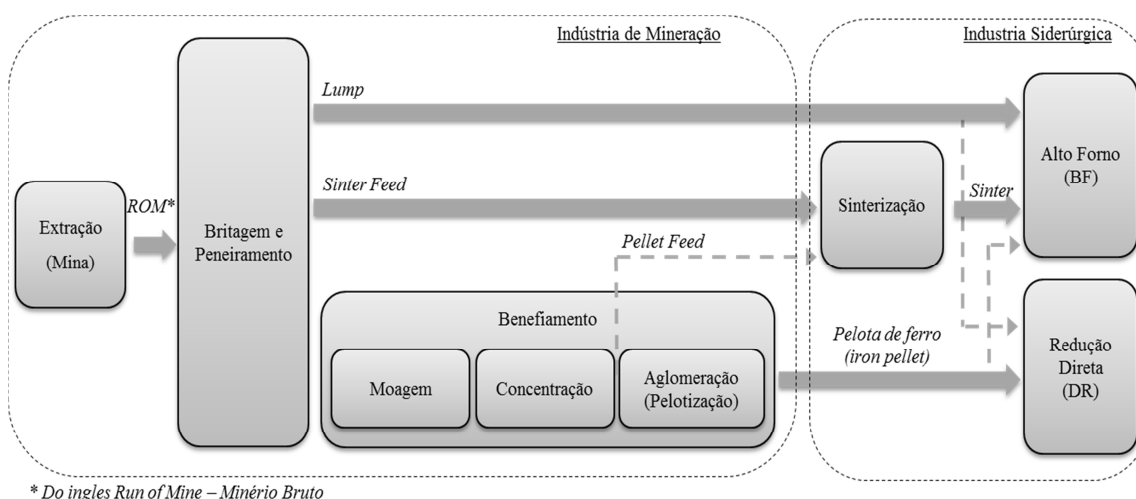 Indústria de Mineração
Industria Siderúrgica
Lump
Alto Forno
(BF)
Sinter Feed
Sinter
Sinterização
ROM*
Extração
(Mina)
Britagem e
Peneiramento
Pellet Feed
Benefiamento
Moagem
Concentração
Aglomeração
(Pelotização)
Pelota de ferro
(iron pellet)
Redução
Direta
(DR)
* Do ingles Run of Mine – Minério Bruto